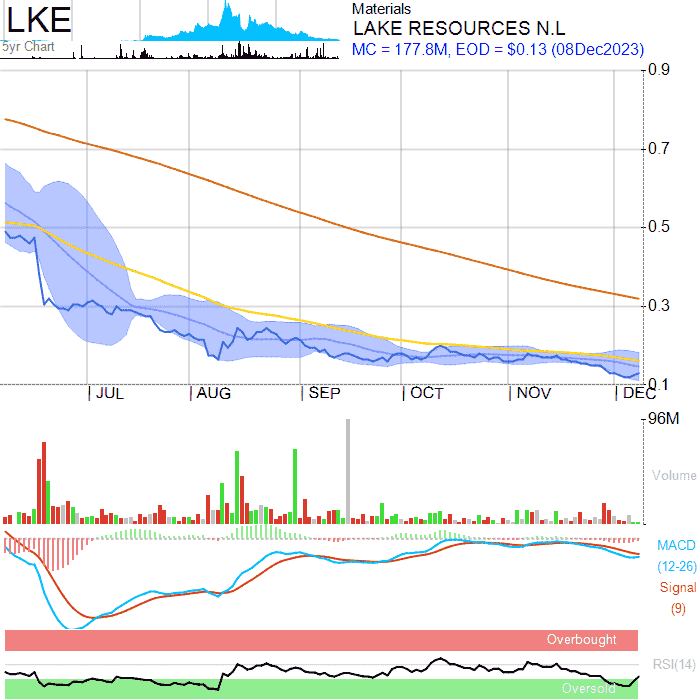 LKE
5yr Chart
Materials
LAKE RESOURCES N.L
MC = 177.8M, EOD = $0.13 (08Dec2023)
0.9
0.7
0.5
0.3
0.1
JUL AUG SEP OCT NOV DEC
96M
Volume
MACD
(12-26)
Signal
(9)
Overbought
RSI(14)
Oversold